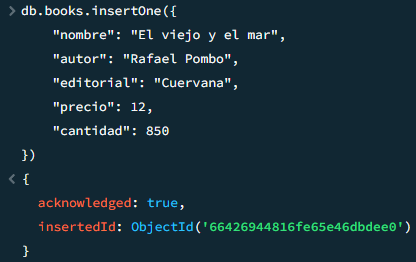 > db.books.insertOne({
"nombre": "El viejo y el mar",
"autor": "Rafael Pombo",
"editorial": "Cuervana",
"precio": 12,
"cantidad": 850
})
< {
acknowledged: true,
insertedId: ObjectId('66426944816fe65e46dbdee0')
}